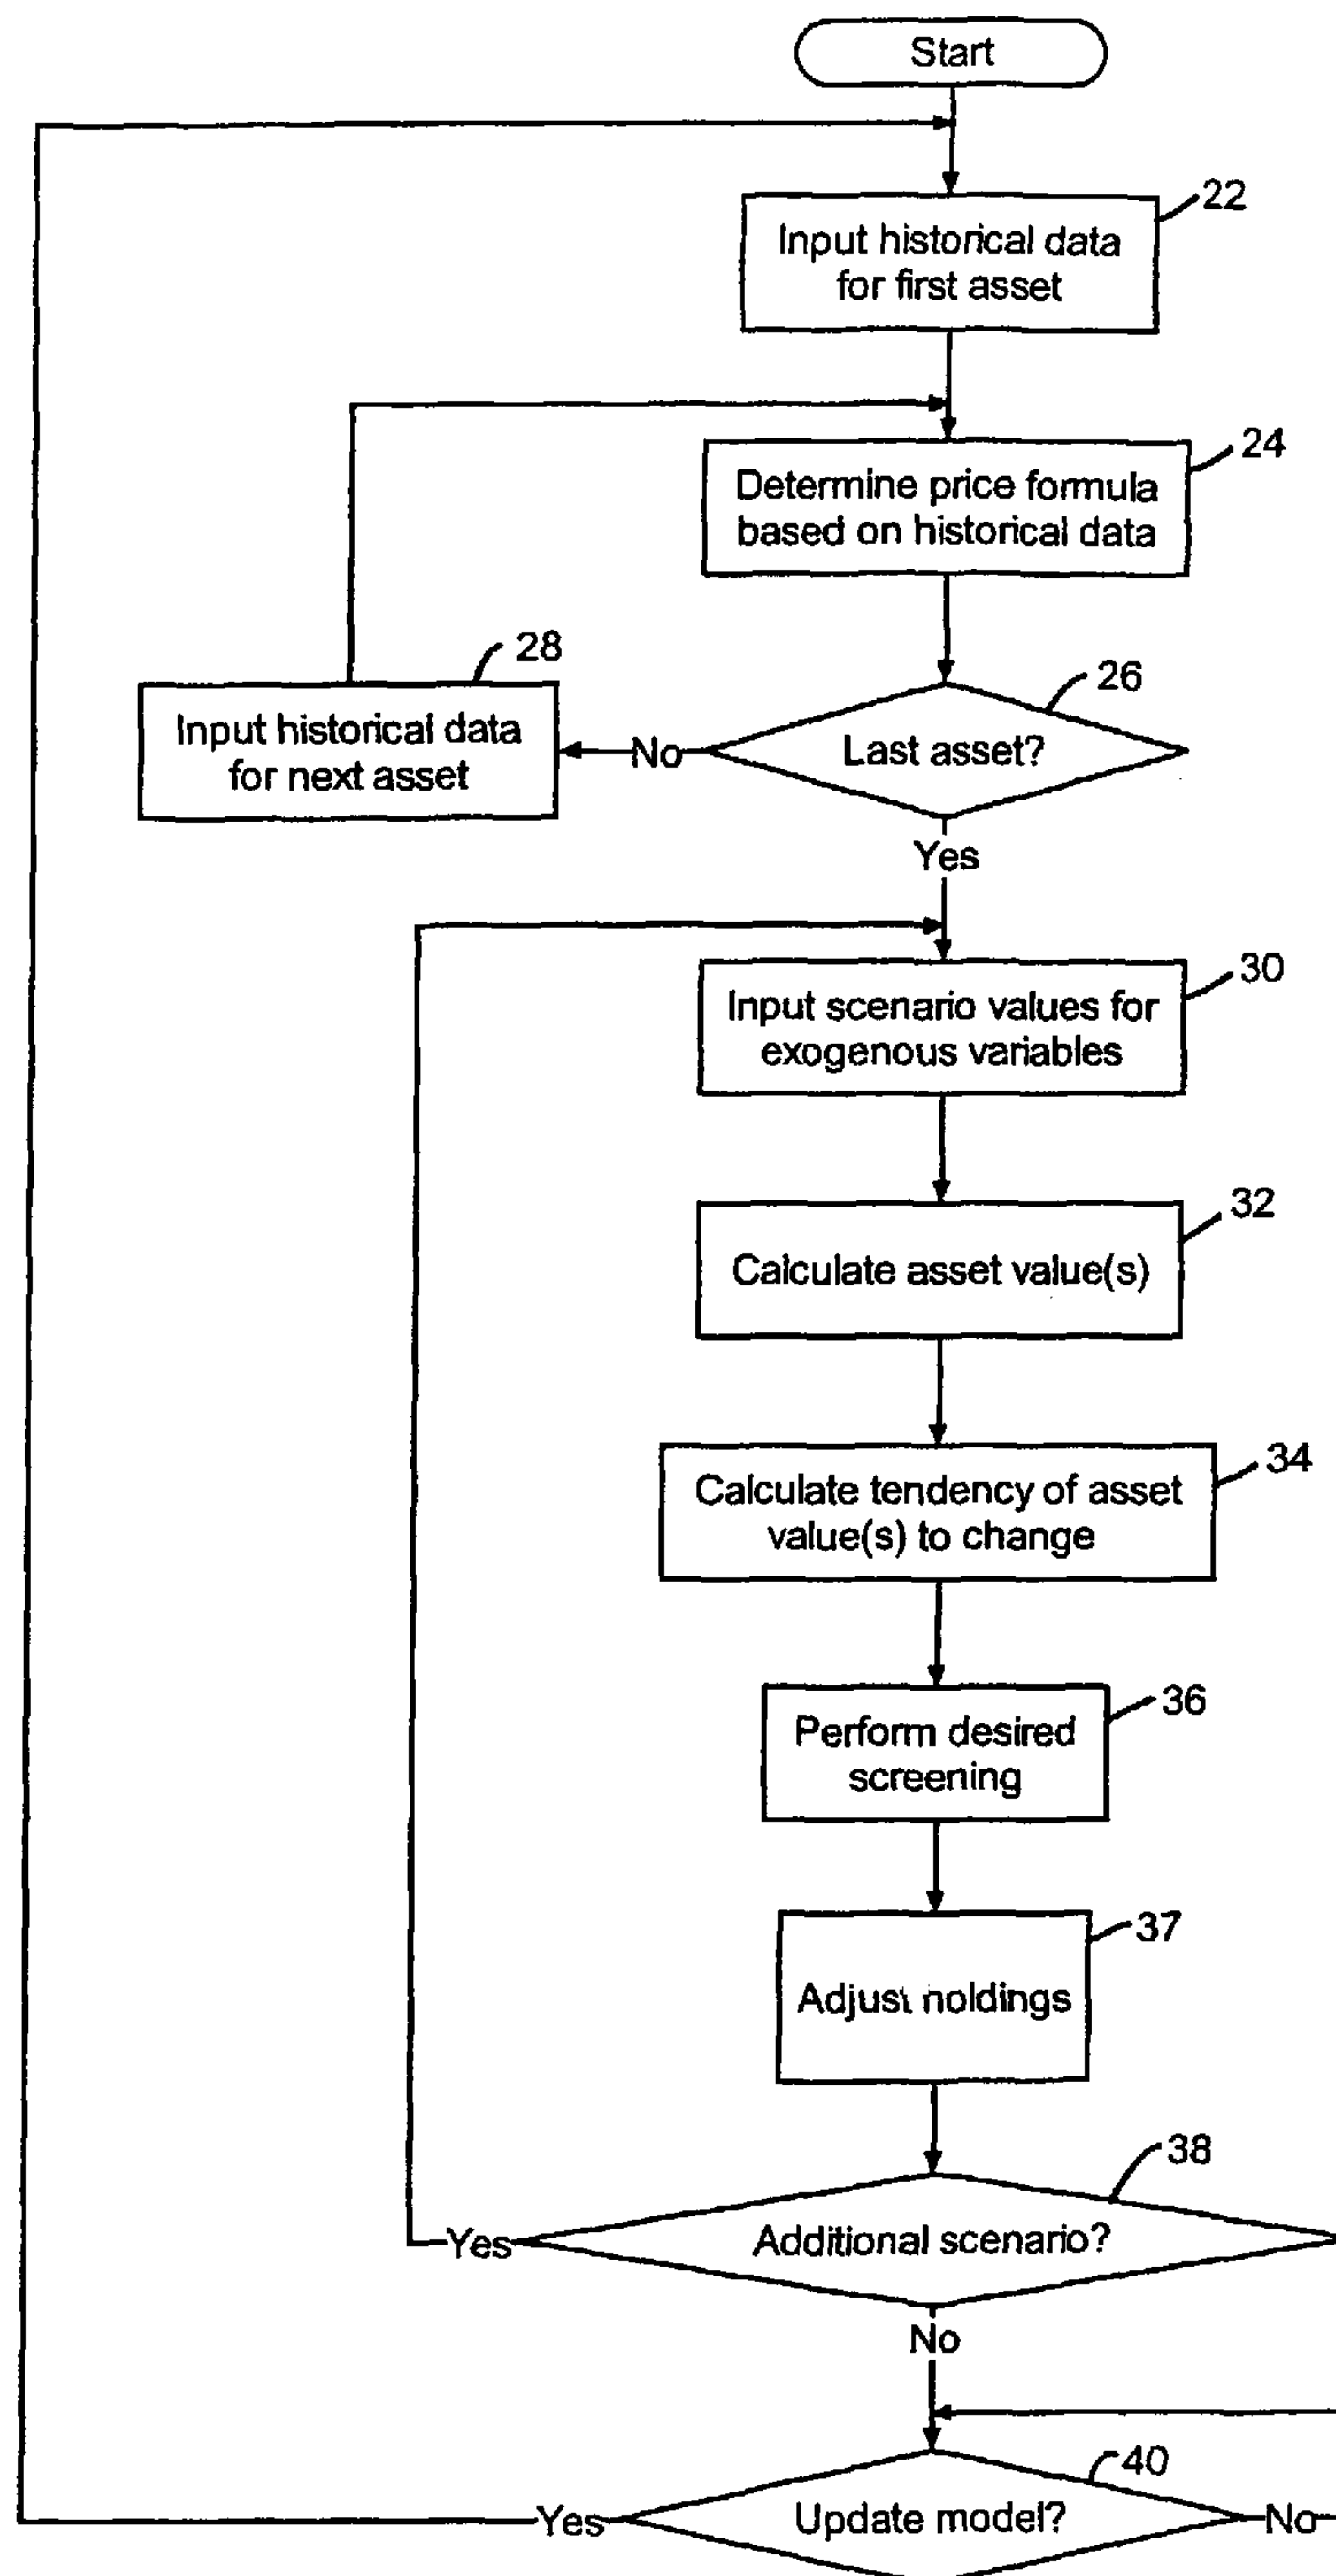 Start
22
Input historical data
for first asset
24
Determine price formula
based on historical data
28
Input historical data
for next asset
26
Last asset?
No
Yes
30
Input scenario values for
exogenous variables
32
Calculate asset value(s)
34
Calculate tendency of asset
value(s) to change
36
Perform desired
screening
37
Adjust noldings
38
Additional scenario?
Yes
No
40
Update model?
Yes
No